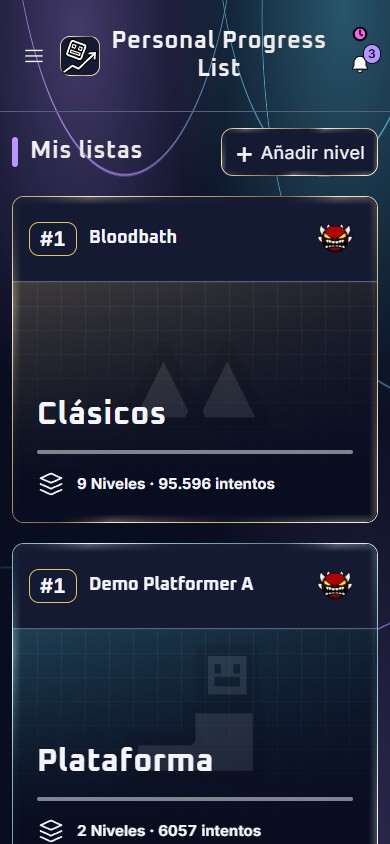 Personal Progress
List
3
Mis listas
+ Añadir nivel
#1 Bloodbath
Clásicos
9 Niveles · 95.596 intentos
#1 Demo Platformer A
Plataforma
2 Niveles · 6057 intentos